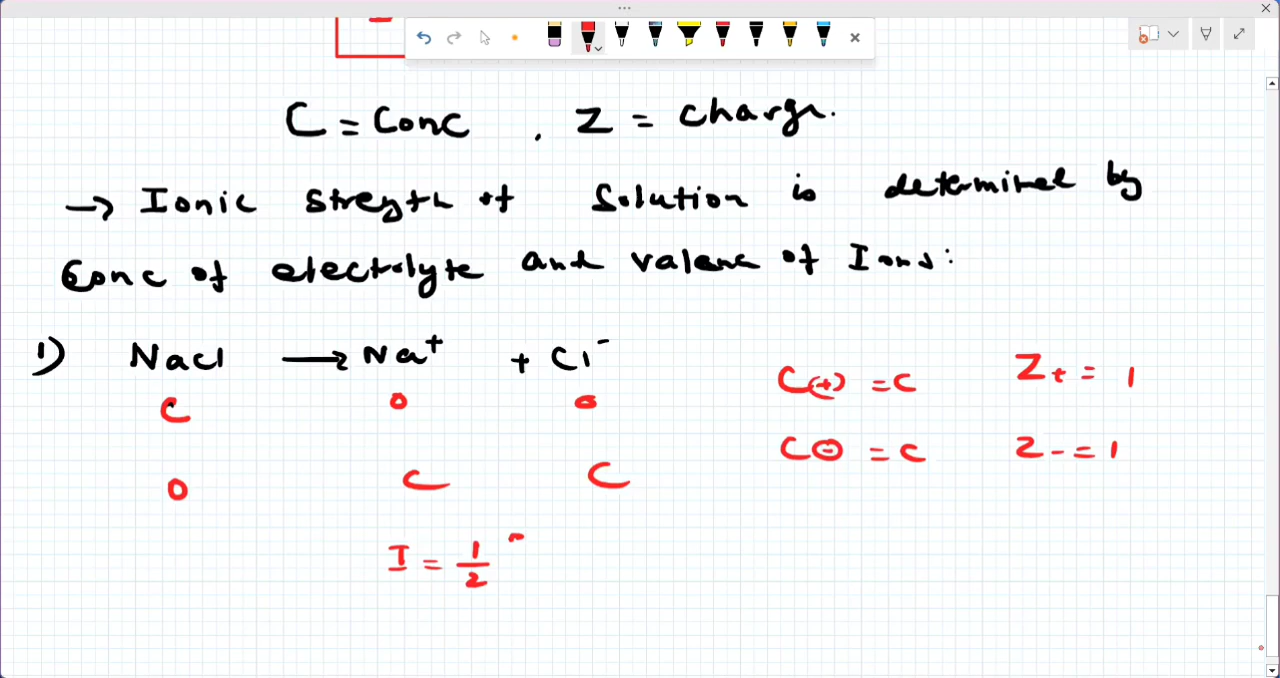 C = Conc , Z = charge.
→ Ionic strength of solution is determined by
Conc of electrolyte and valence of Ions:
1) NaCl → Na⁺ + Cl⁻
C(+) = C Z+ = 1
C 0 0
C⊖ = C Z- = 1
0 C C
I = 1/2